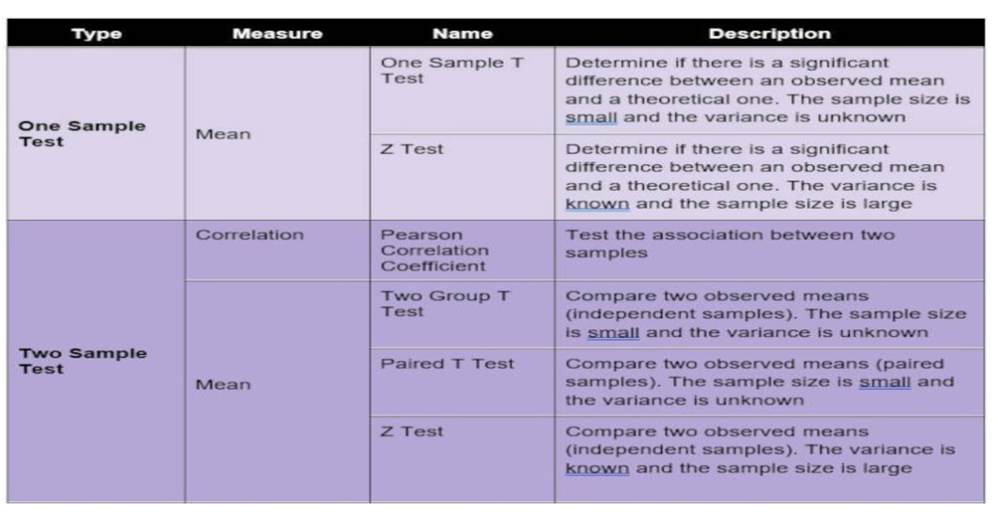 Type Measure Name Description
One Sample Test
Mean
One Sample T
Test
Determine if there is a significant
difference between an observed mean
and a theoretical one. The sample size is
small and the variance is unknown
Z Test
Determine if there is a significant
difference between an observed mean
and a theoretical one. The variance is
known and the sample size is large
Two Sample
Test
Correlation
Pearson
Correlation
Coefficient
Test the association between two
samples
Mean
Two Group T
Test
Compare two observed means
(independent samples). The sample size
is small and the variance is unknown
Paired T Test
Compare two observed means (paired
samples). The sample size is small and
the variance is unknown
Z Test
Compare two observed means
(independent samples). The variance is
known and the sample size is large